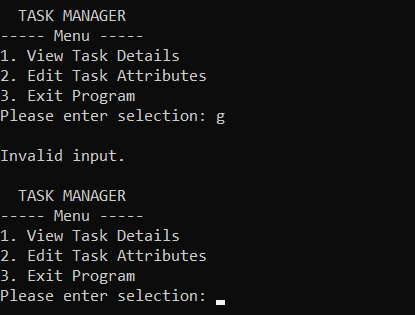 TASK MANAGER
----- Menu -----
1. View Task Details
2. Edit Task Attributes
3. Exit Program
Please enter selection: g
Invalid input.
TASK MANAGER
----- Menu -----
1. View Task Details
2. Edit Task Attributes
3. Exit Program
Please enter selection: